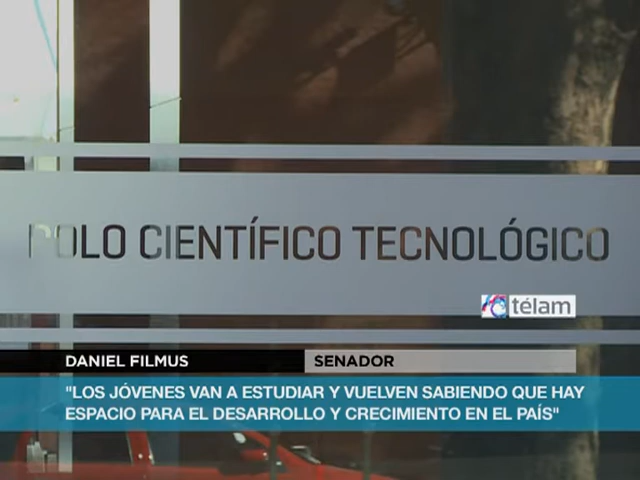 POLO CIENTÍFICO TECNOLÓGICO
télam
DANIEL FILMUS
SENADOR
"LOS JÓVENES VAN A ESTUDIAR Y VUELVEN SABIENDO QUE HAY
ESPACIO PARA EL DESARROLLO Y CRECIMIENTO EN EL PAÍS"